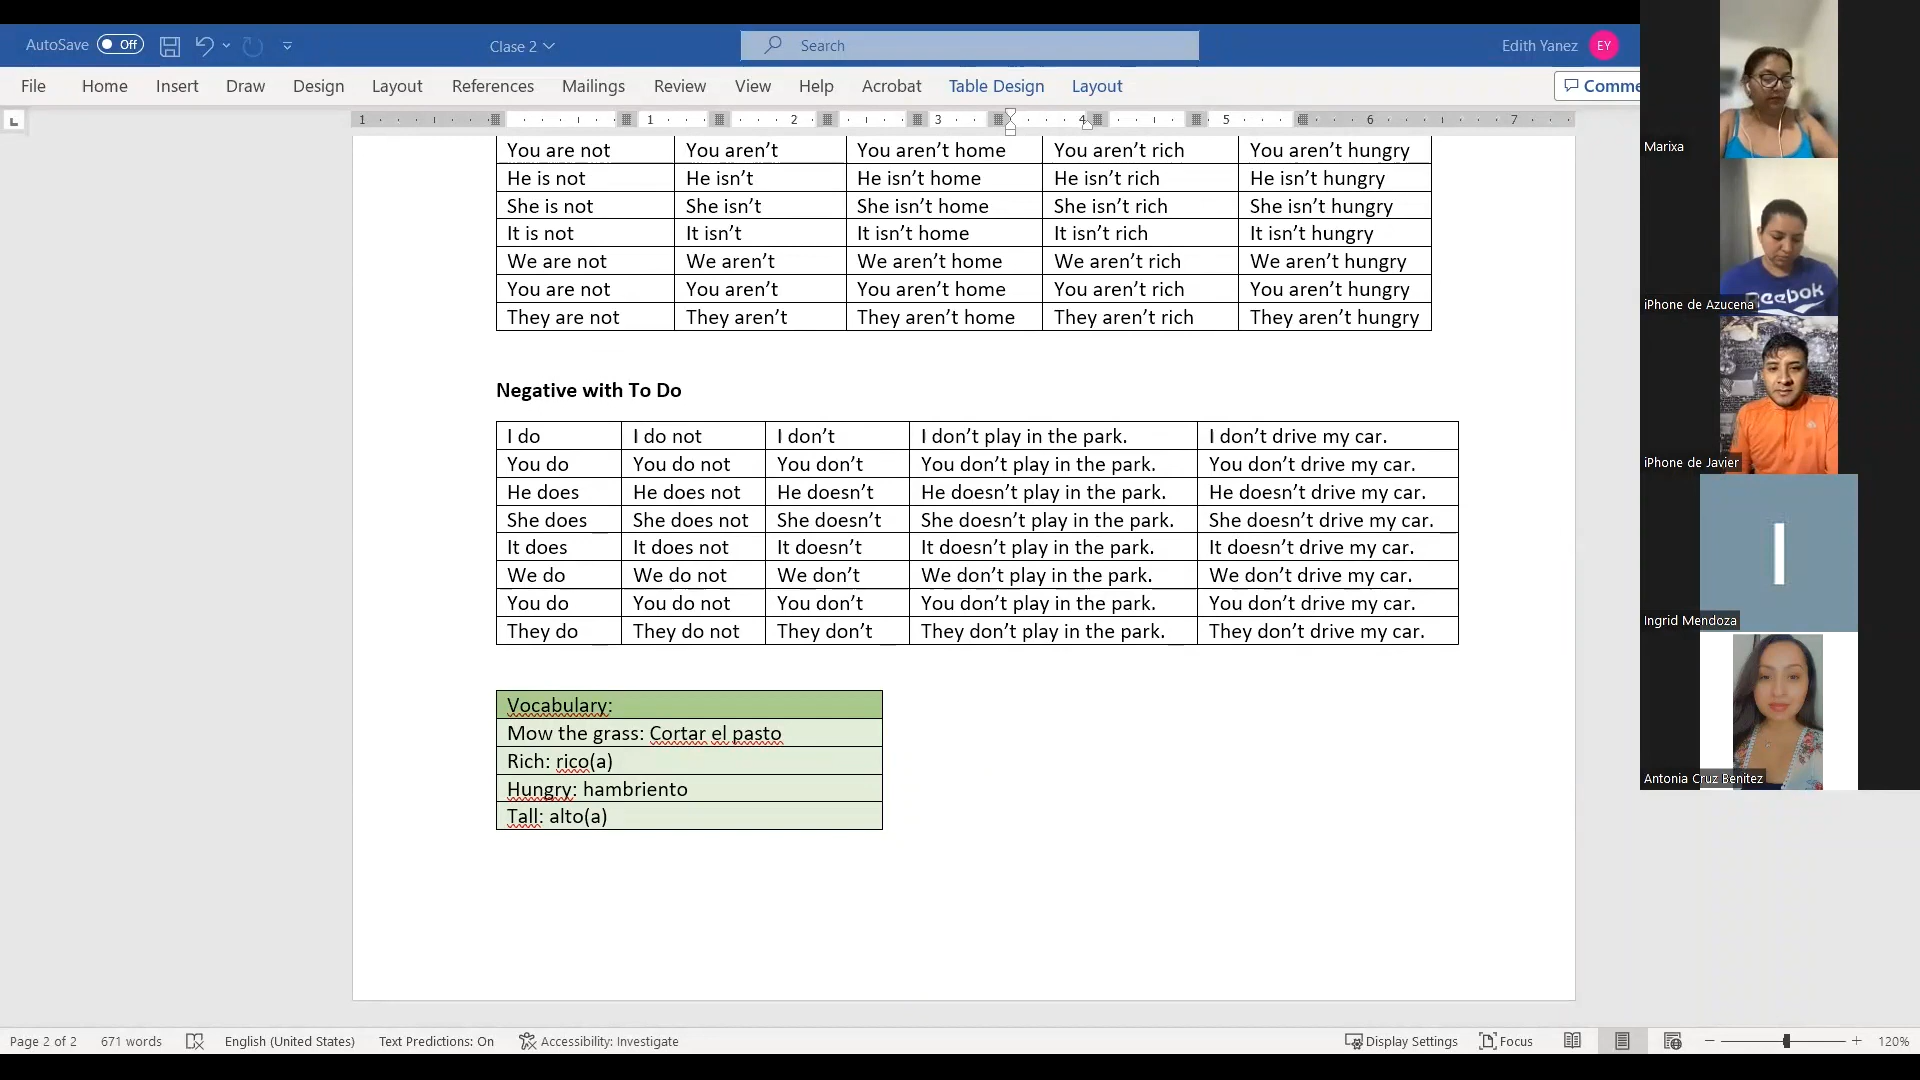 AutoSave Off Clase 2 Search Edith Yanez EY
File Home Insert Draw Design Layout References Mailings Review View Help Acrobat Table Design Layout Comme
1 1 2 3 4 5 6 7
You are not You aren’t You aren’t home You aren’t rich You aren’t hungry
He is not He isn’t He isn’t home He isn’t rich He isn’t hungry
She is not She isn’t She isn’t home She isn’t rich She isn’t hungry
It is not It isn’t It isn’t home It isn’t rich It isn’t hungry
We are not We aren’t We aren’t home We aren’t rich We aren’t hungry
You are not You aren’t You aren’t home You aren’t rich You aren’t hungry
They are not They aren’t They aren’t home They aren’t rich They aren’t hungry
Negative with To Do
I do I do not I don’t I don’t play in the park. I don’t drive my car.
You do You do not You don’t You don’t play in the park. You don’t drive my car.
He does He does not He doesn’t He doesn’t play in the park. He doesn’t drive my car.
She does She does not She doesn’t She doesn’t play in the park. She doesn’t drive my car.
It does It does not It doesn’t It doesn’t play in the park. It doesn’t drive my car.
We do We do not We don’t We don’t play in the park. We don’t drive my car.
You do You do not You don’t You don’t play in the park. You don’t drive my car.
They do They do not They don’t They don’t play in the park. They don’t drive my car.
Vocabulary:
Mow the grass: Cortar el pasto
Rich: rico(a)
Hungry: hambriento
Tall: alto(a)
Page 2 of 2 671 words English (United States) Text Predictions: On Accessibility: Investigate Display Settings Focus 120%
Marixa
Reebok
iPhone de Azucena
iPhone de Javier
I
Ingrid Mendoza
Antonia Cruz Benitez